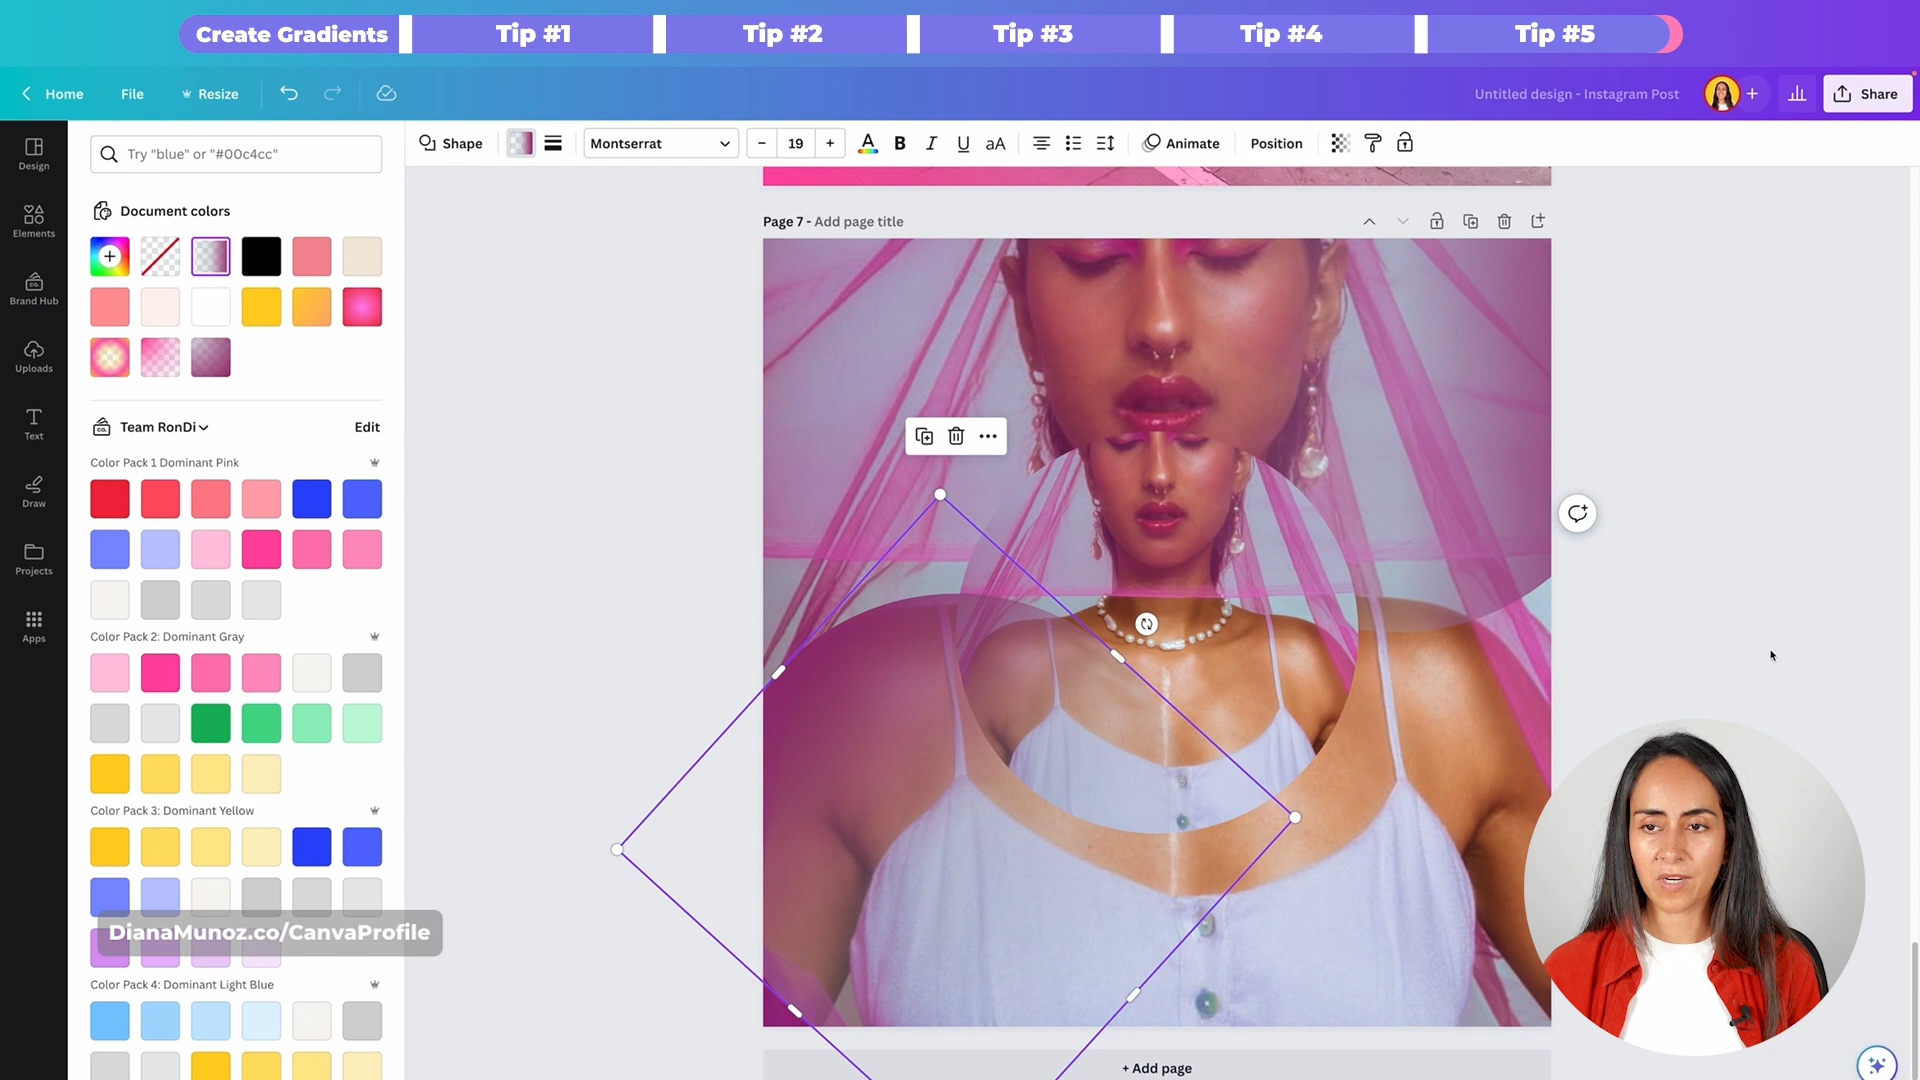 Create Gradients
Tip #1
Tip #2
Tip #3
Tip #4
Tip #5
Home
File
Resize
Untitled design - Instagram Post
Share
Design
Elements
Brand Hub
Uploads
Text
Draw
Projects
Apps
Try "blue" or "#00c4cc"
Shape
Montserrat
19
Animate
Position
Document colors
Page 7 - Add page title
Team RonDi
Edit
Color Pack 1 Dominant Pink
Color Pack 2: Dominant Gray
Color Pack 3: Dominant Yellow
DianaMunoz.co/CanvaProfile
Color Pack 4: Dominant Light Blue
+ Add page